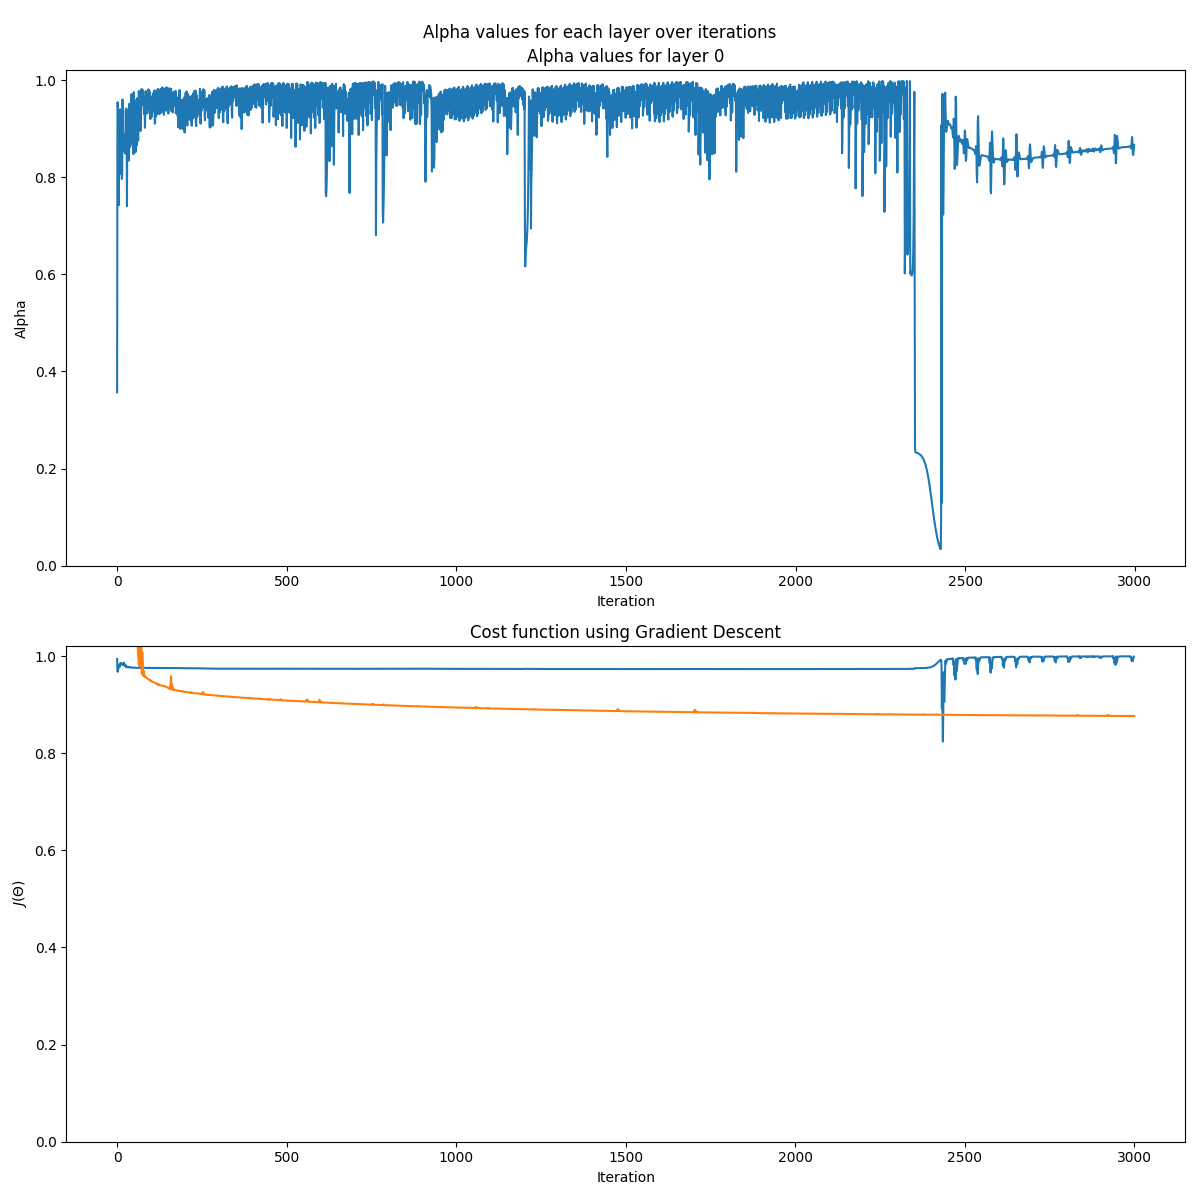 Alpha values for each layer over iterations
Alpha values for layer 0
1.0
0.8
0.6
0.4
0.2
0.0
Alpha
0 500 1000 1500 2000 2500 3000
Iteration
Cost function using Gradient Descent
1.0
0.8
0.6
0.4
0.2
0.0
J(Θ)
0 500 1000 1500 2000 2500 3000
Iteration